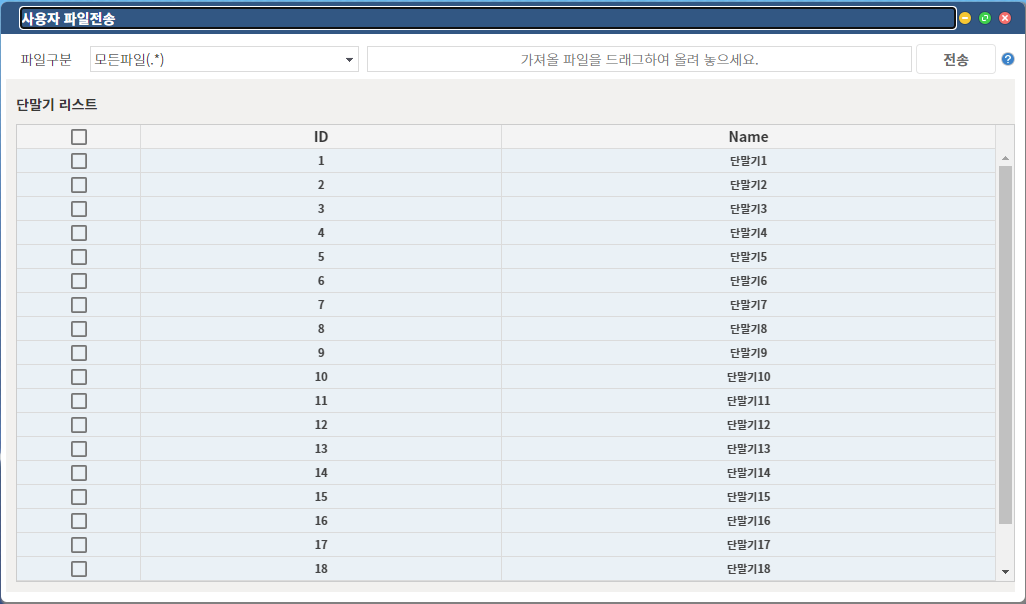 사용자 파일전송
파일구분 모든파일(.*) 가져올 파일을 드래그하여 올려 놓으세요. 전송 ?
단말기 리스트
ID Name
1 단말기1
2 단말기2
3 단말기3
4 단말기4
5 단말기5
6 단말기6
7 단말기7
8 단말기8
9 단말기9
10 단말기10
11 단말기11
12 단말기12
13 단말기13
14 단말기14
15 단말기15
16 단말기16
17 단말기17
18 단말기18